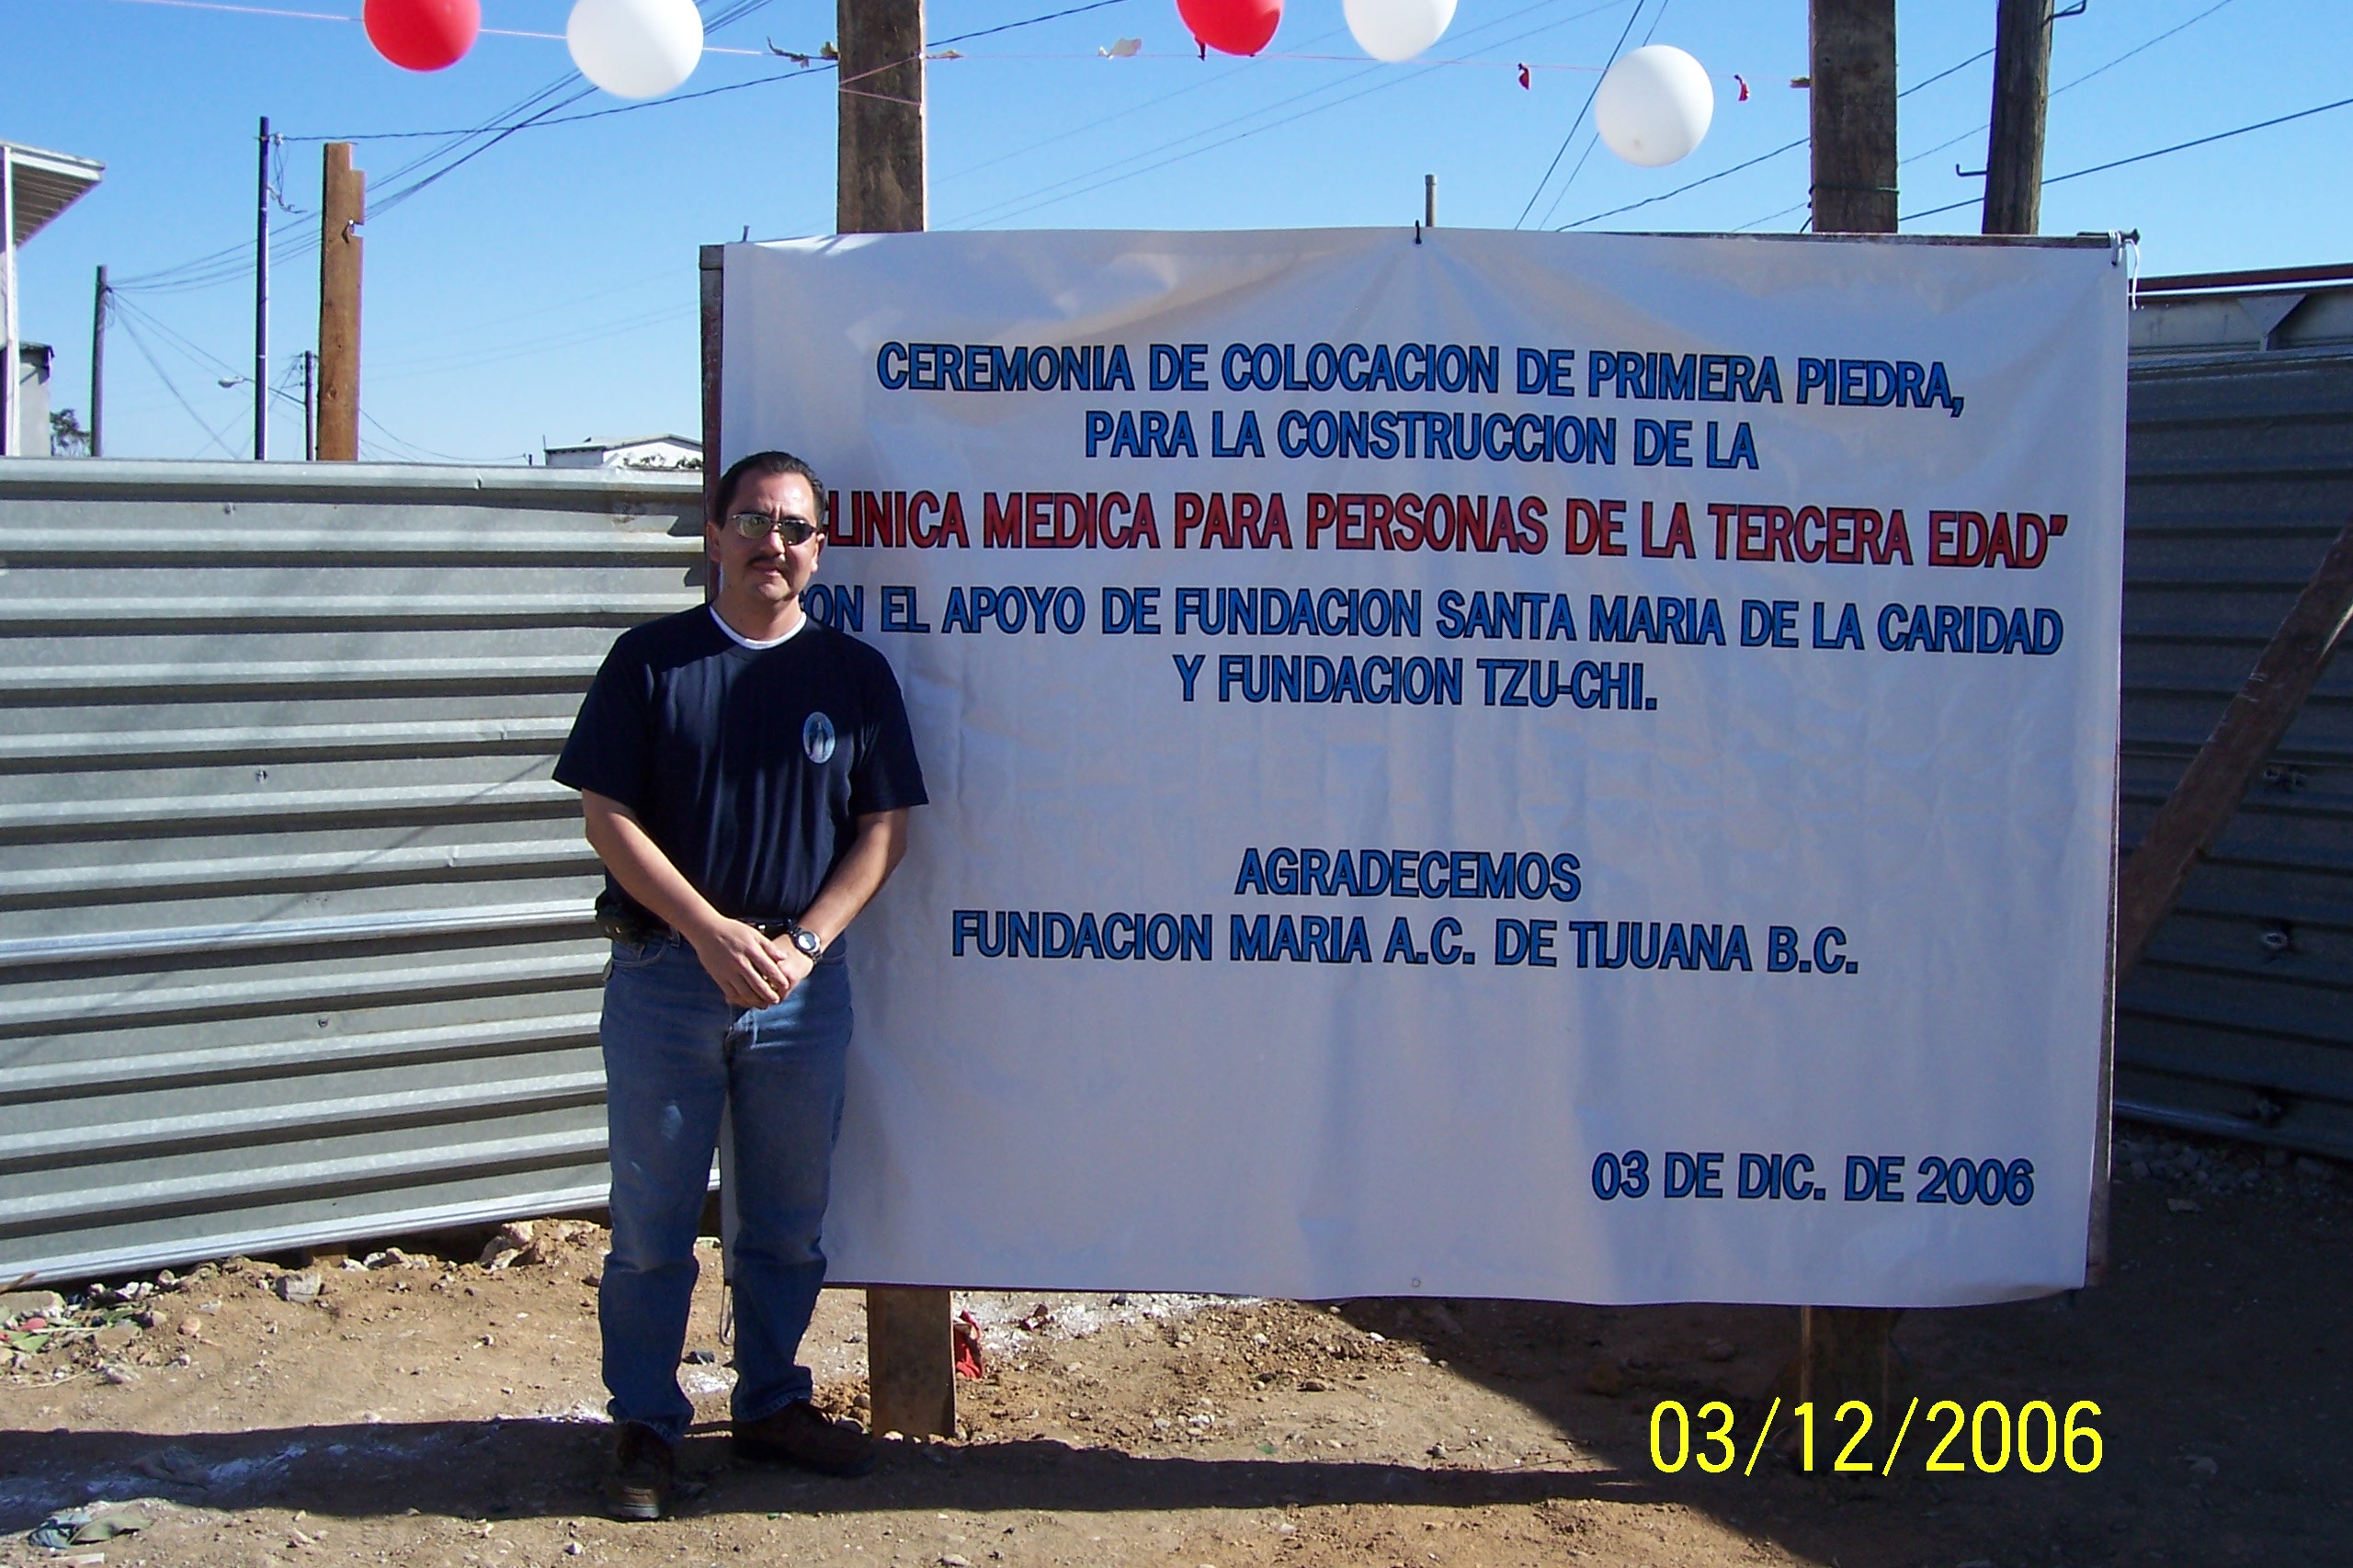 CEREMONIA DE COLOCACION DE PRIMERA PIEDRA,
PARA LA CONSTRUCCION DE LA
CLINICA MEDICA PARA PERSONAS DE LA TERCERA EDAD”
CON EL APOYO DE FUNDACION SANTA MARIA DE LA CARIDAD
Y FUNDACION TZU-CHI.
AGRADECEMOS
FUNDACION MARIA A.C. DE TIJUANA B.C.
03 DE DIC. DE 2006
03/12/2006